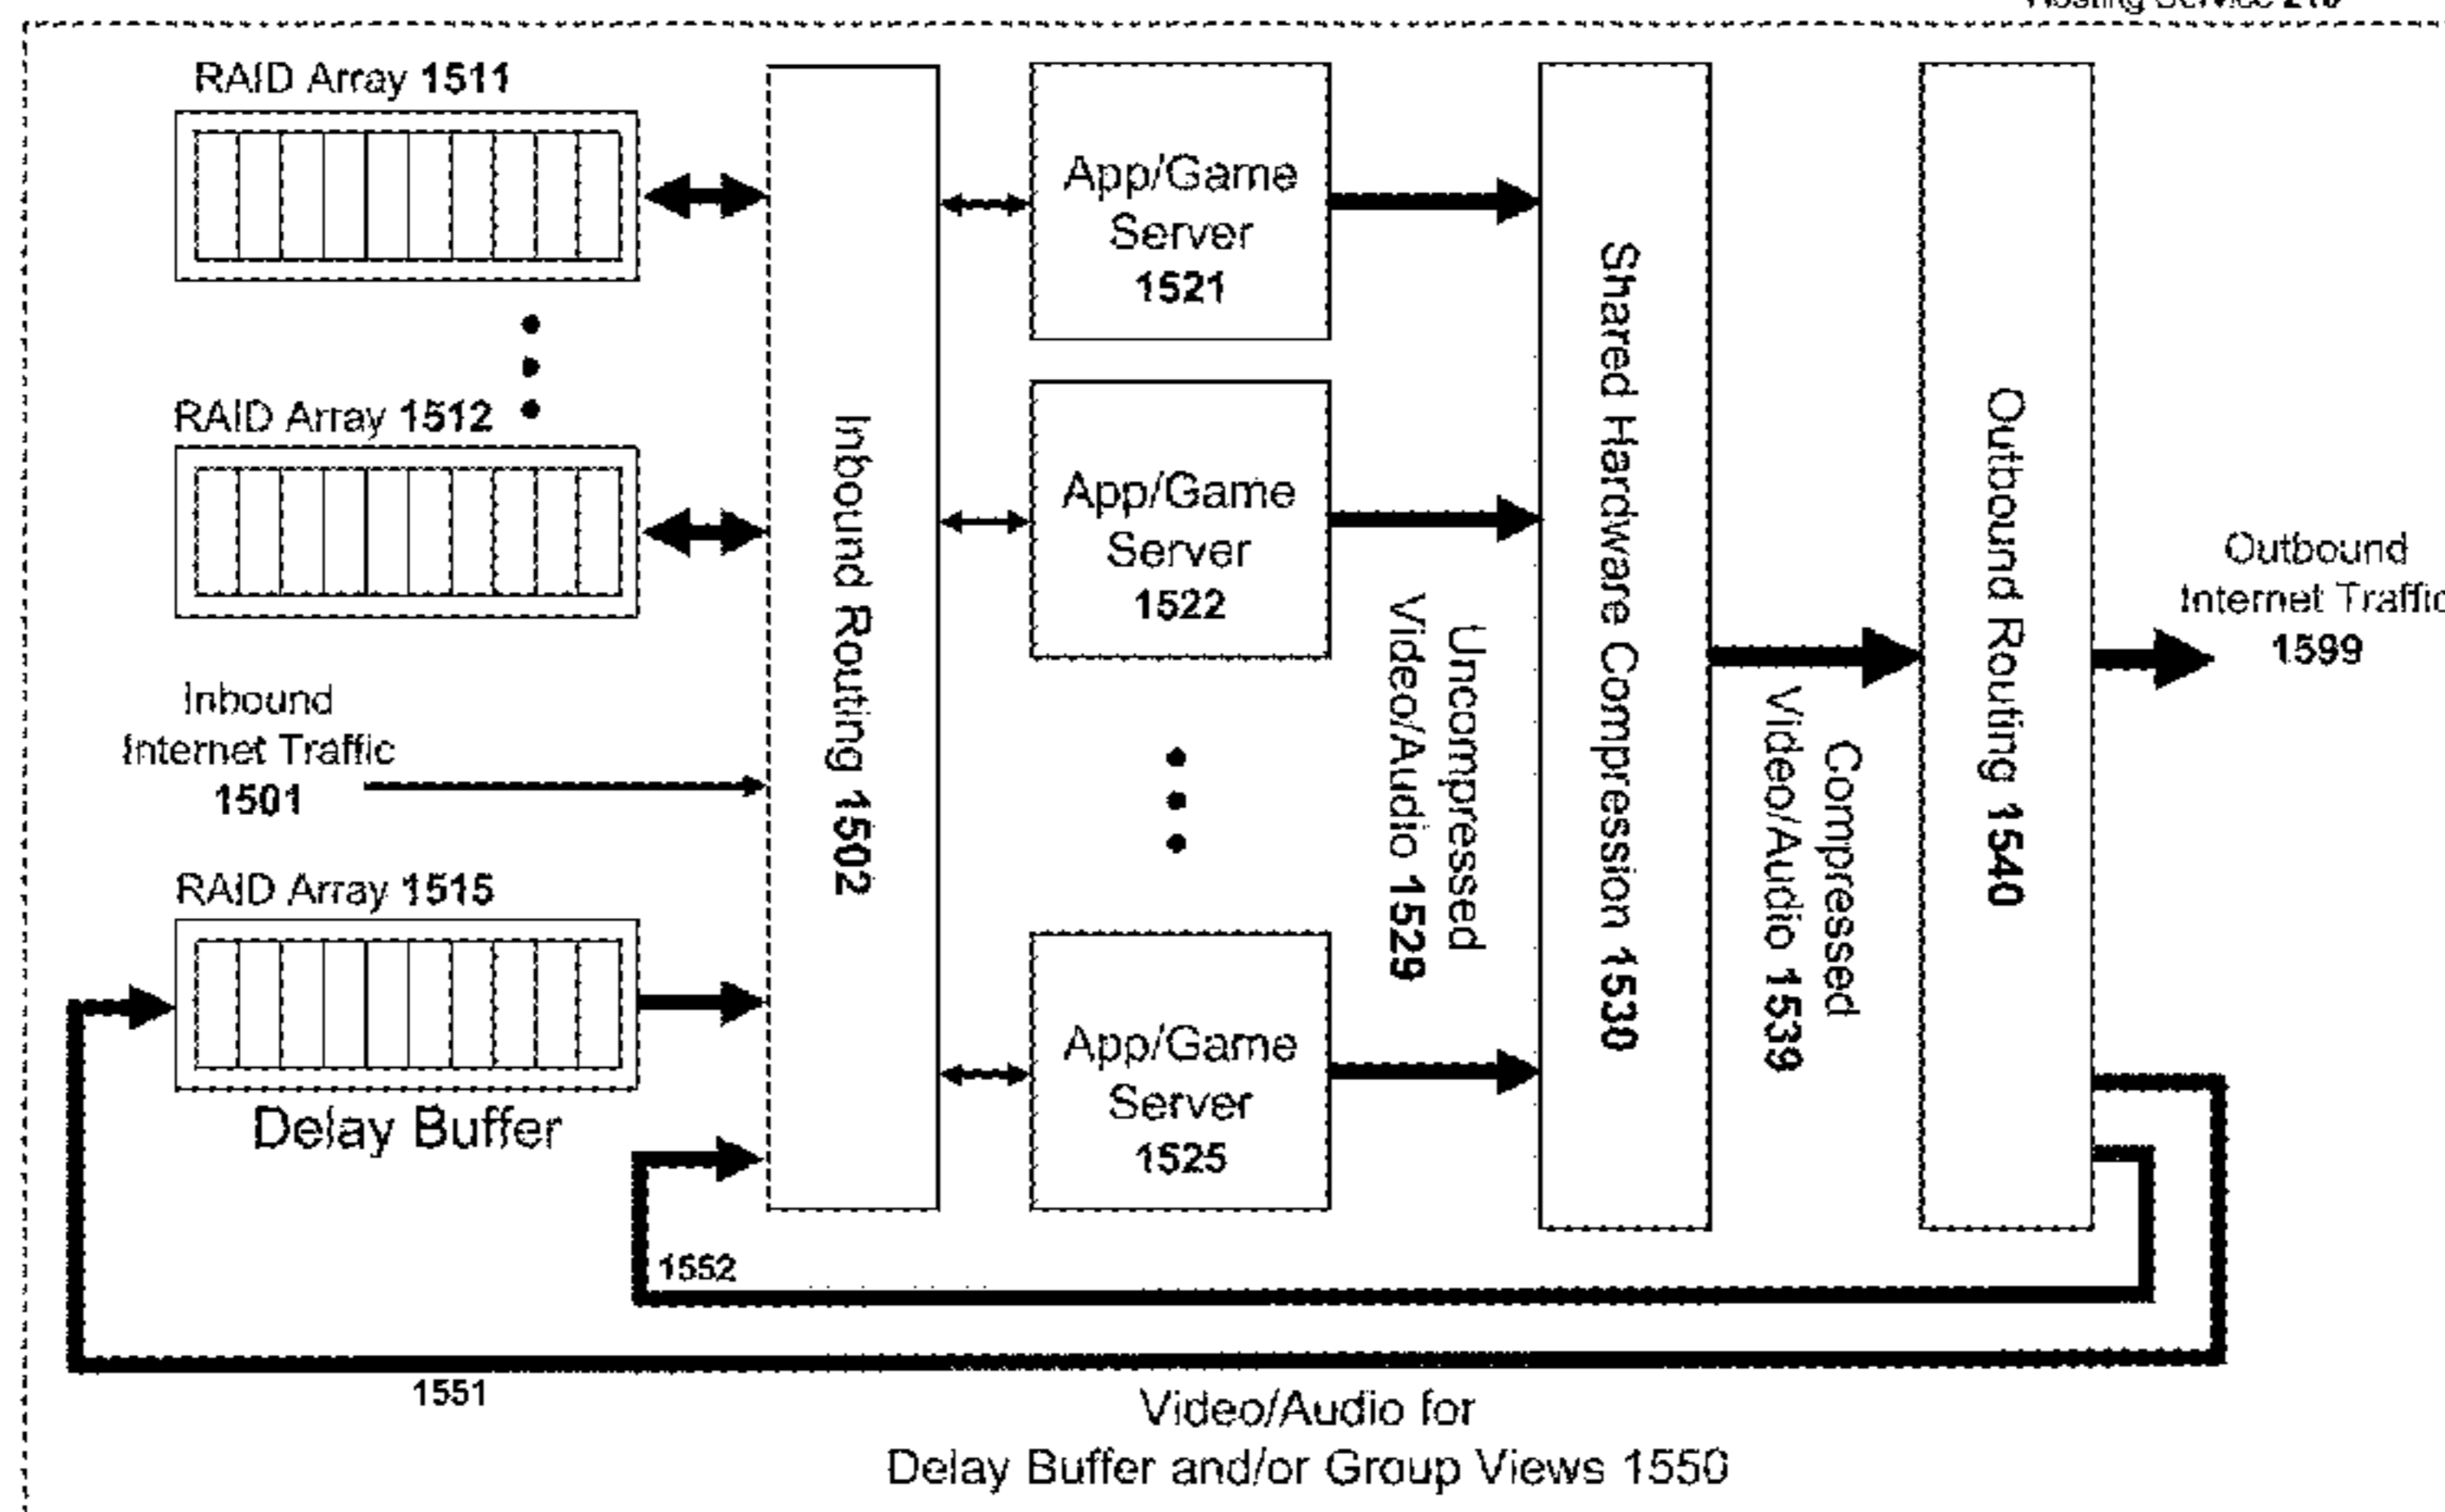 RAID Array 1511
RAID Array 1512
Inbound
Internet Traffic
1501
RAID Array 1515
Delay Buffer
Inbound Routing 1502
App/Game
Server
1521
App/Game
Server
1522
App/Game
Server
1525
Uncompressed
Video/Audio 1529
Shared Hardware Compression 1530
Compressed
Video/Audio 1539
Outbound Routing 1540
Outbound
Internet Traffic
1599
1552
1551
Video/Audio for
Delay Buffer and/or Group Views 1550